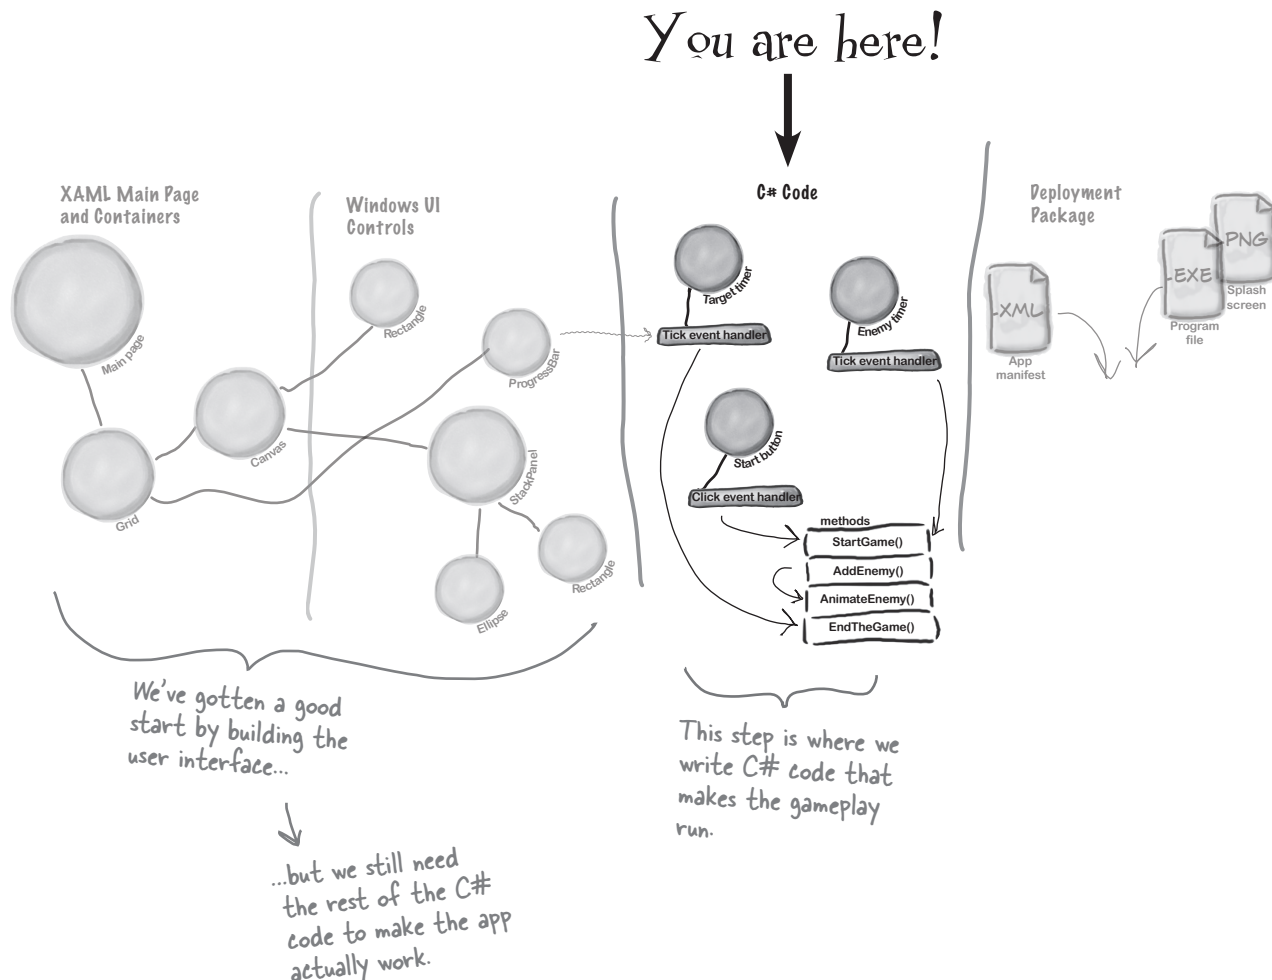 You are here!
XAML Main Page
and Containers
Main page
Grid
Canvas
Windows UI
Controls
Rectangle
ProgressBar
StackPanel
Ellipse
Rectangle
C# Code
Target timer
Tick event handler
Enemy timer
Tick event handler
Start button
Click event handler
methods
StartGame()
AddEnemy()
AnimateEnemy()
EndTheGame()
Deployment
Package
.XML
App
manifest
.EXE
Program
file
PNG
Splash
screen
We've gotten a good
start by building the
user interface...
...but we still need
the rest of the C#
code to make the app
actually work.
This step is where we
write C# code that
makes the gameplay
run.